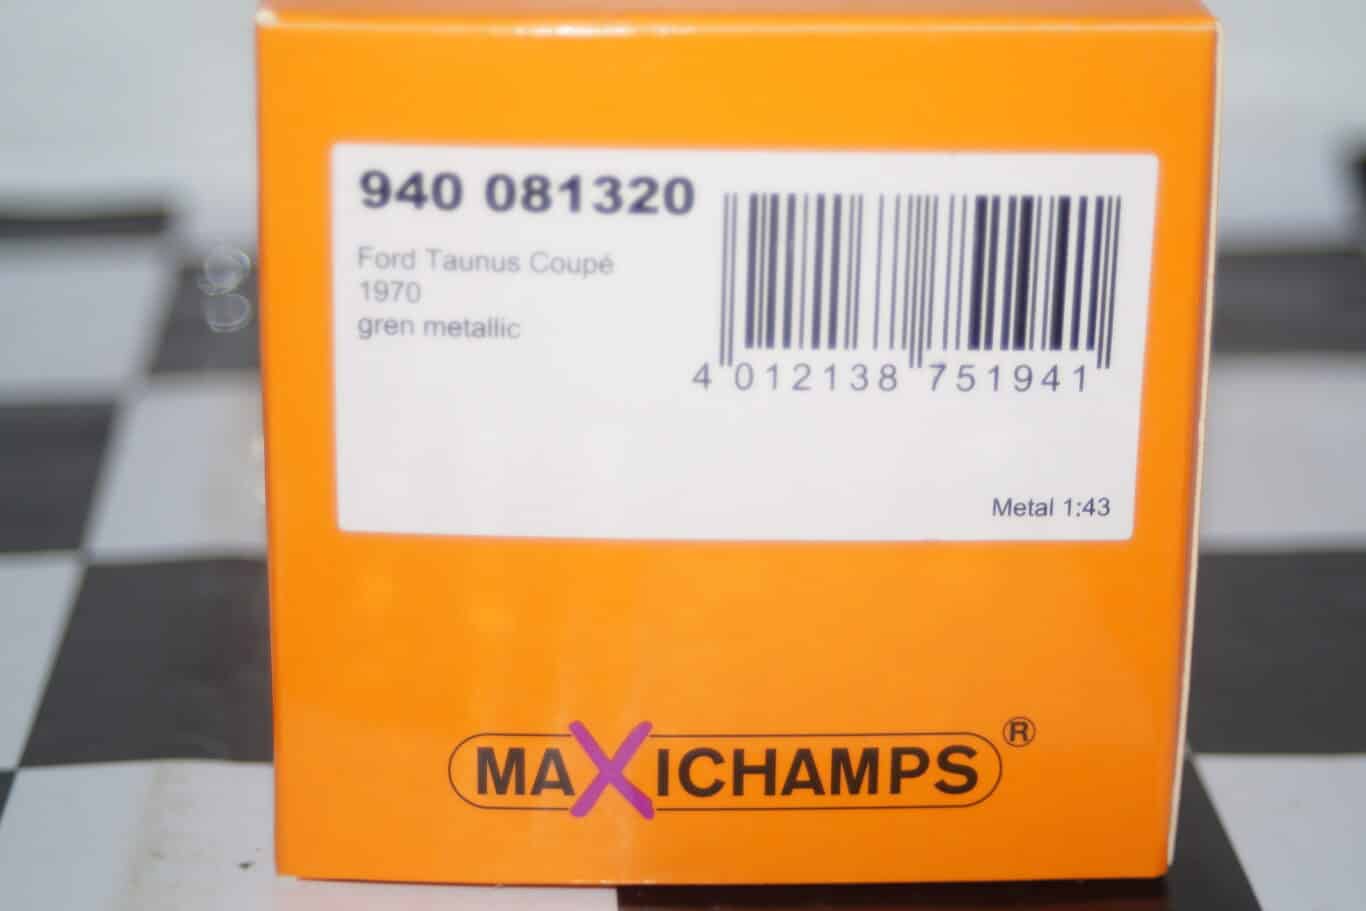 940 081320
Ford Taunus Coupé
1970
gren metallic
4 012138 751941
Metal 1:43
MAXICHAMPS ®